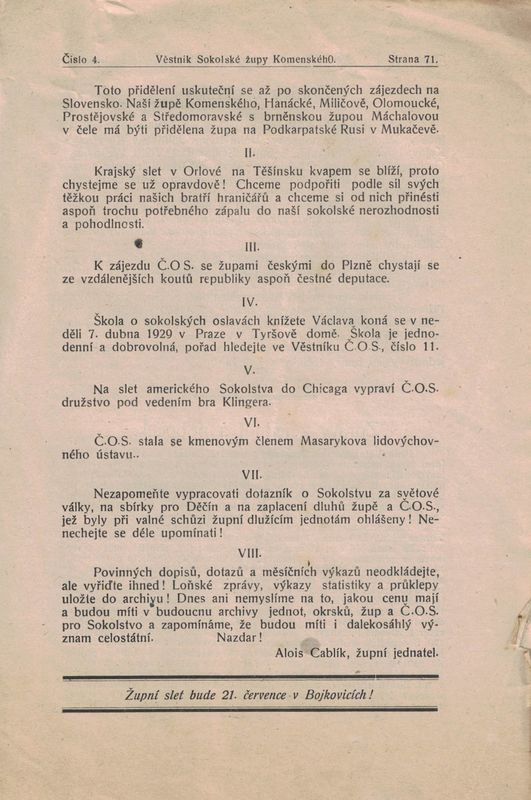 Číslo 4. Věstník Sokolské župy Komenského. Strana 71.
Toto přidělení uskuteční se až po skončených zájezdech na
Slovensko. Naší župě Komenského, Hanácké, Miličově, Olomoucké,
Prostějovské a Středomoravské s brněnskou župou Máchalovou
v čele má býti přidělena župa na Podkarpatské Rusi v Mukačevě.
II.
Krajský slet v Orlové na Těšínsku kvapem se blíží, proto
chystejme se už opravdově! Chceme podpořiti podle sil svých
těžkou práci našich bratří hraničářů a chceme si od nich přinésti
aspoň trochu potřebného zápalu do naší sokolské nerozhodnosti
a pohodlnosti.
III.
K zájezdu Č.O S. se župami českými do Plzně chystají se
ze vzdálenějších koutů republiky aspoň čestné deputace.
IV.
Škola o sokolských oslavách knížete Václava koná se v ne-
děli 7. dubna 1929 v Praze v Tyršově domě. Škola je jedno-
denní a dobrovolná, pořad hledejte ve Věstníku Č O S., číslo 11.
V.
Na slet amerického Sokolstva do Chicaga vypraví Č.O.S.
družstvo pod vedením bra Klingera.
VI.
Č.O.S. stala se kmenovým členem Masarykova lidovýchov-
ného ústavu..
VII.
Nezapomeňte vypracovati dotazník o Sokolstvu za světové
války, na sbírky pro Děčín a na zaplacení dluhů župě a Č.O.S.,
jež byly při valné schůzi župní dlužícím jednotám ohlášeny! Ne-
nechejte se déle upomínati!
VIII.
Povinných dopisů, dotazů a měsíčních výkazů neodkládejte,
ale vyřiďte ihned! Loňské zprávy, výkazy statistiky a průklepy
uložte do archivu! Dnes ani nemyslíme na to, jakou cenu mají
a budou míti v budoucnu archivy jednot, okrsků, žup a Č.O.S.
pro Sokolstvo a zapomínáme, že budou míti i dalekosáhlý vý-
znam celostátní. Nazdar!
Alois Cablík, župní jednatel.
Župní slet bude 21. července v Bojkovicích!